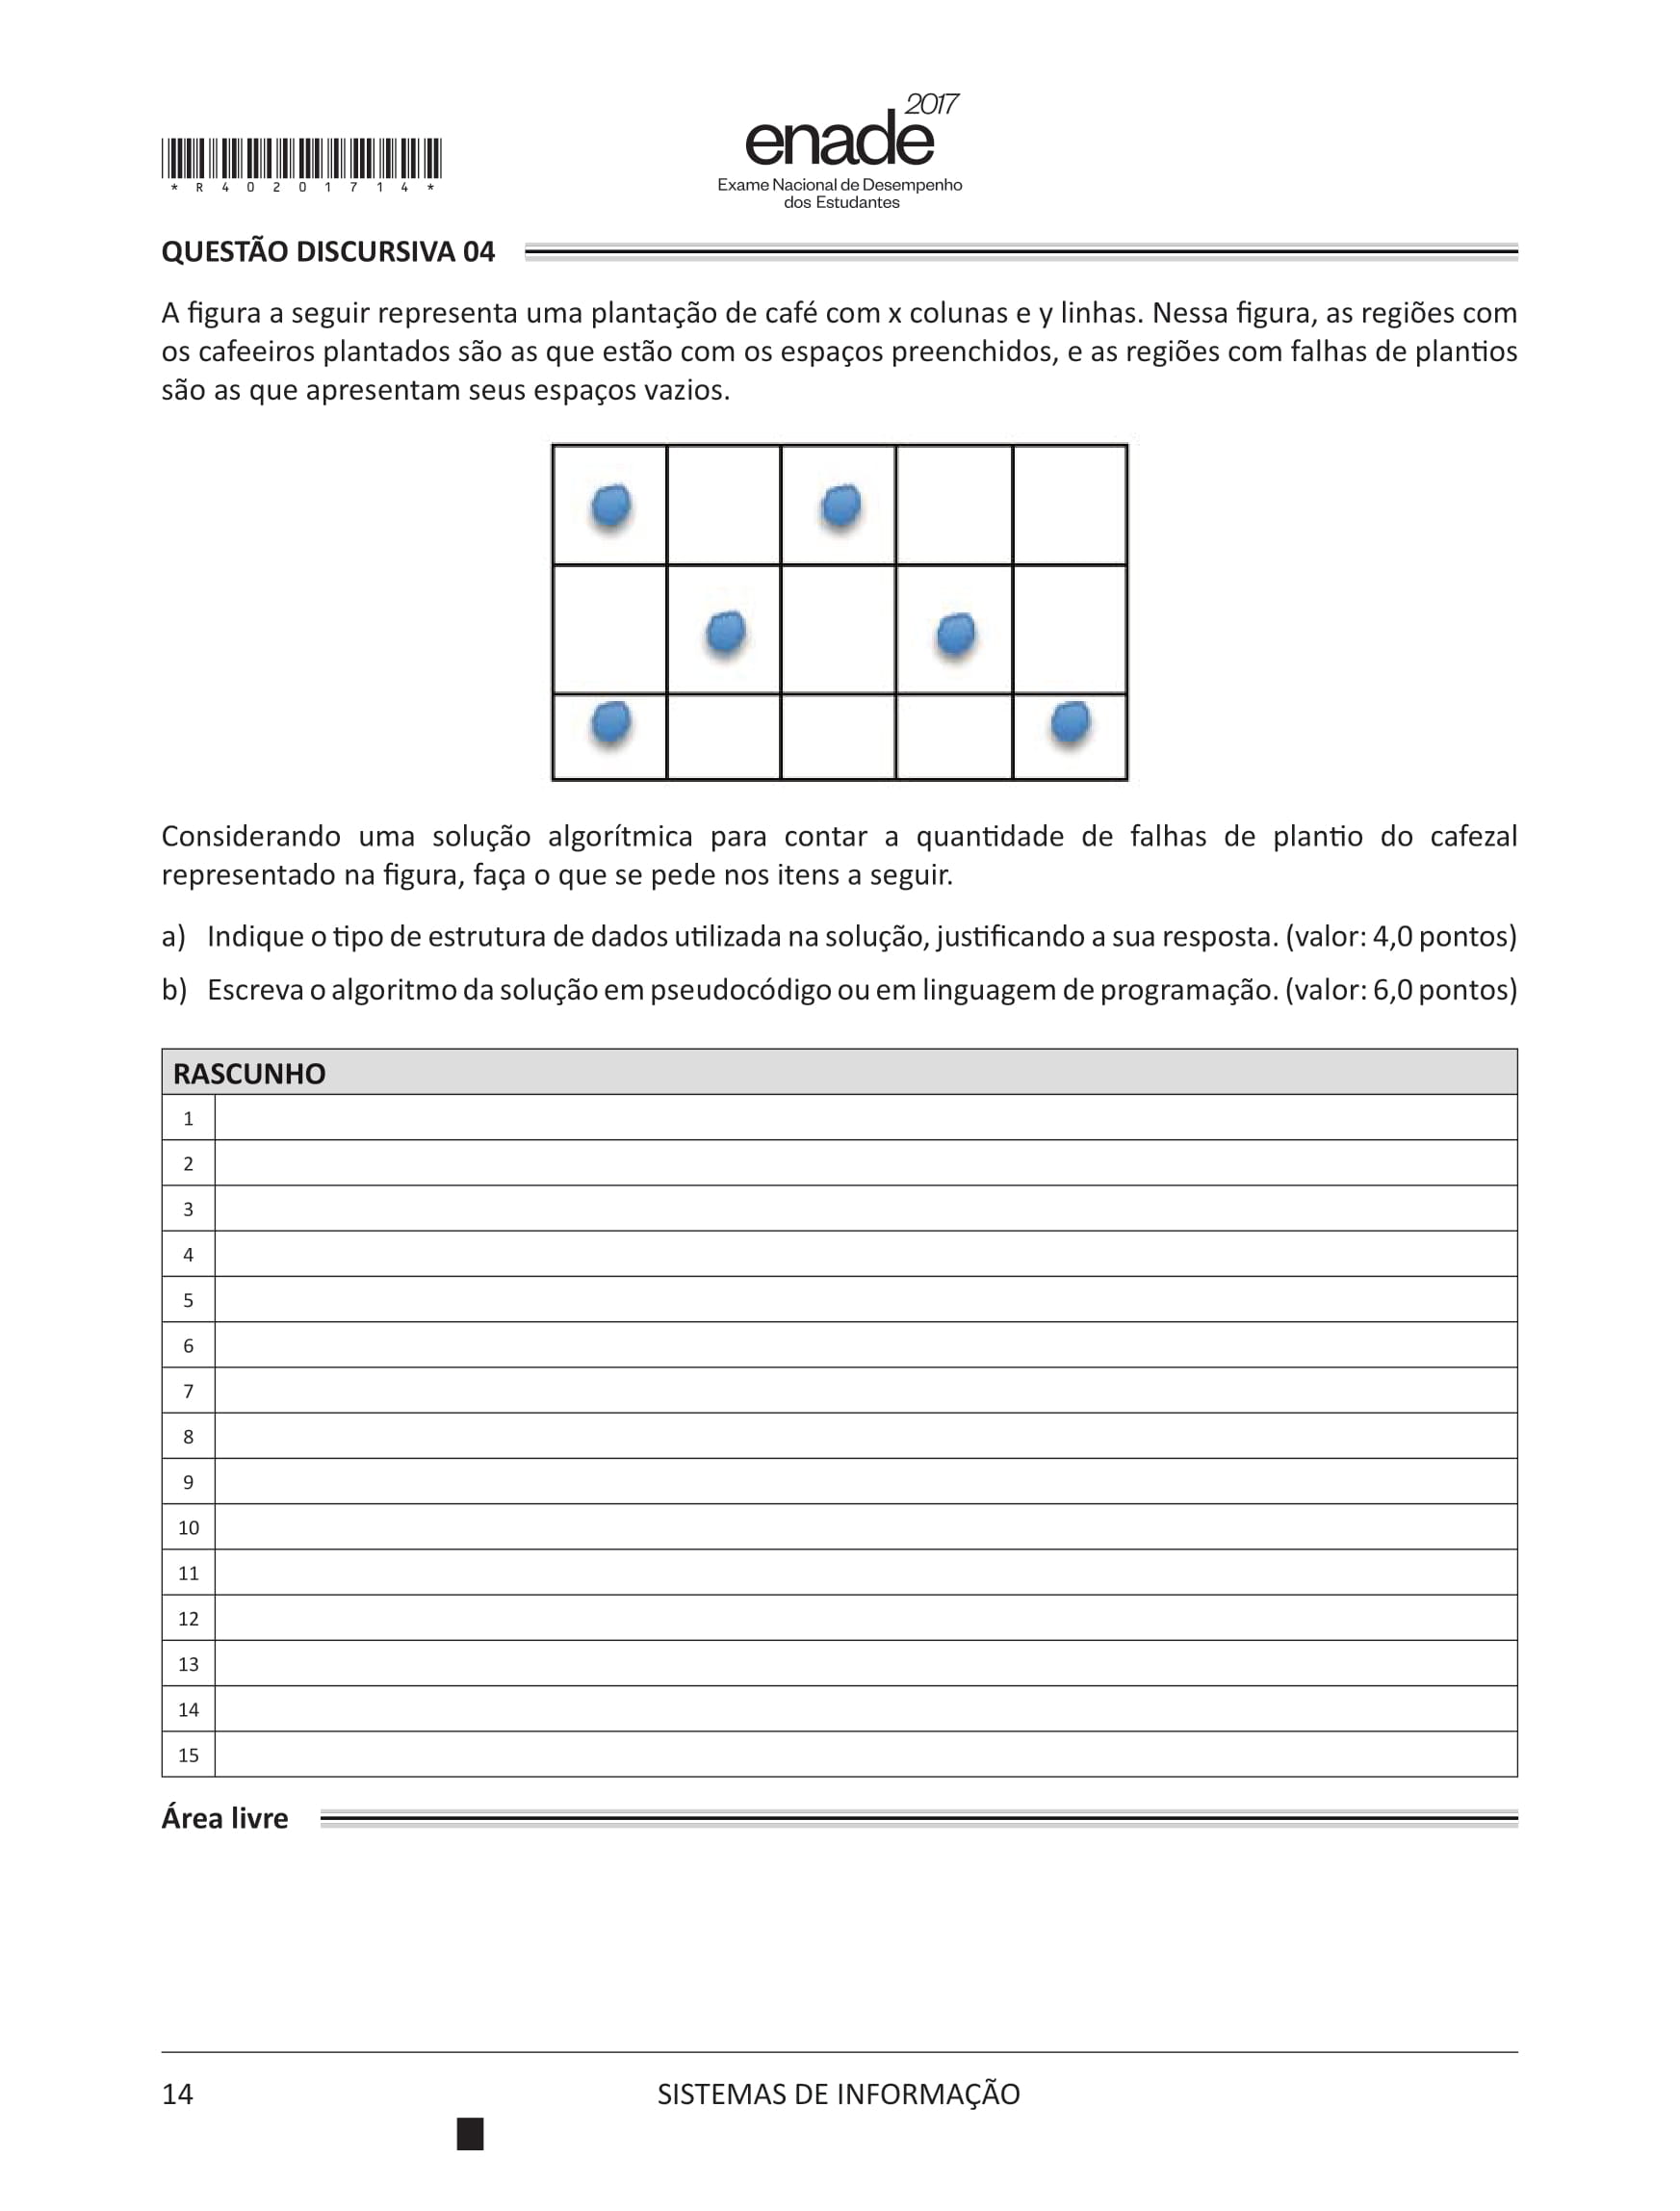 2017
enade
Exame Nacional de Desempenho
dos Estudantes
*R40201714*
QUESTÃO DISCURSIVA 04
A figura a seguir representa uma plantação de café com x colunas e y linhas. Nessa figura, as regiões com
os cafeeiros plantados são as que estão com os espaços preenchidos, e as regiões com falhas de plantios
são as que apresentam seus espaços vazios.
Considerando uma solução algorítmica para contar a quantidade de falhas de plantio do cafezal
representado na figura, faça o que se pede nos itens a seguir.
a) Indique o tipo de estrutura de dados utilizada na solução, justificando a sua resposta. (valor: 4,0 pontos)
b) Escreva o algoritmo da solução em pseudocódigo ou em linguagem de programação. (valor: 6,0 pontos)
RASCUNHO
1
2
3
4
5
6
7
8
9
10
11
12
13
14
15
Área livre
14 SISTEMAS DE INFORMAÇÃO